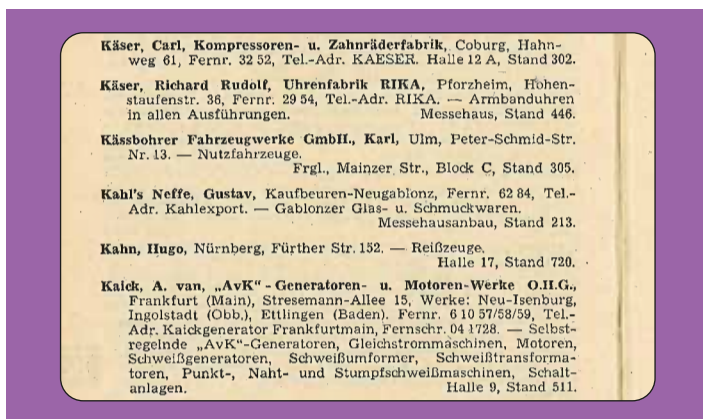 Käser, Carl, Kompressoren- u. Zahnräderfabrik, Coburg, Hahn-
weg 61, Fernr. 32 52, Tel.-Adr. KAESER. Halle 12 A, Stand 302.
Käser, Richard Rudolf, Uhrenfabrik RIKA, Pforzheim, Hohen-
staufenstr. 36, Fernr. 29 54, Tel.-Adr. RIKA. — Armbanduhren
in allen Ausführungen. Messehaus, Stand 446.
Kässbohrer Fahrzeugwerke GmbH., Karl, Ulm, Peter-Schmid-Str.
Nr. 13. — Nutzfahrzeuge.
Frgl., Mainzer Str., Block C, Stand 305.
Kahl's Neffe, Gustav, Kaufbeuren-Neugablonz, Fernr. 62 84, Tel.-
Adr. Kahlexport. — Gablonzer Glas- u. Schmuckwaren.
Messehausanbau, Stand 213.
Kahn, Hugo, Nürnberg, Fürther Str. 152. — Reißzeuge.
Halle 17, Stand 720.
Kaick, A. van, „AvK“ - Generatoren- u. Motoren-Werke O.H.G.,
Frankfurt (Main), Stresemann-Allee 15, Werke: Neu-Isenburg,
Ingolstadt (Obb.), Ettlingen (Baden). Fernr. 6 10 57/58/59, Tel.-
Adr. Kaickgenerator Frankfurtmain, Fernschr. 04 1728. — Selbst-
regelnde „AvK“-Generatoren, Gleichstrommaschinen, Motoren,
Schweißgeneratoren, Schweißumformer, Schweißtransforma-
toren, Punkt-, Naht- und Stumpfschweißmaschinen, Schalt-
anlagen. Halle 9, Stand 511.